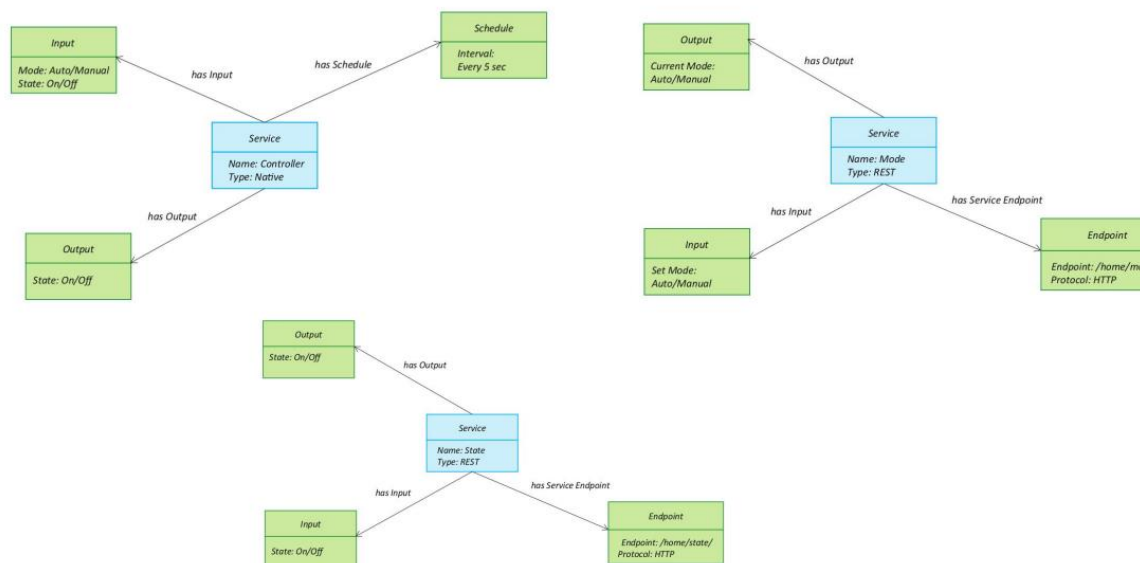 Input
Mode: Auto/Manual
State: On/Off
has Input
Schedule
Interval:
Every 5 sec
has Schedule
Service
Name: Controller
Type: Native
has Output
Output
State: On/Off
Output
Current Mode:
Auto/Manual
has Output
Service
Name: Mode
Type: REST
has Input
has Service Endpoint
Input
Set Mode:
Auto/Manual
Endpoint
Endpoint: 
Protocol: HTTP
Output
State: On/Off
has Output
Service
Name: State
Type: REST
has Input
has Service Endpoint
Input
State: On/Off
Endpoint
Endpoint: /home/state/
Protocol: HTTP